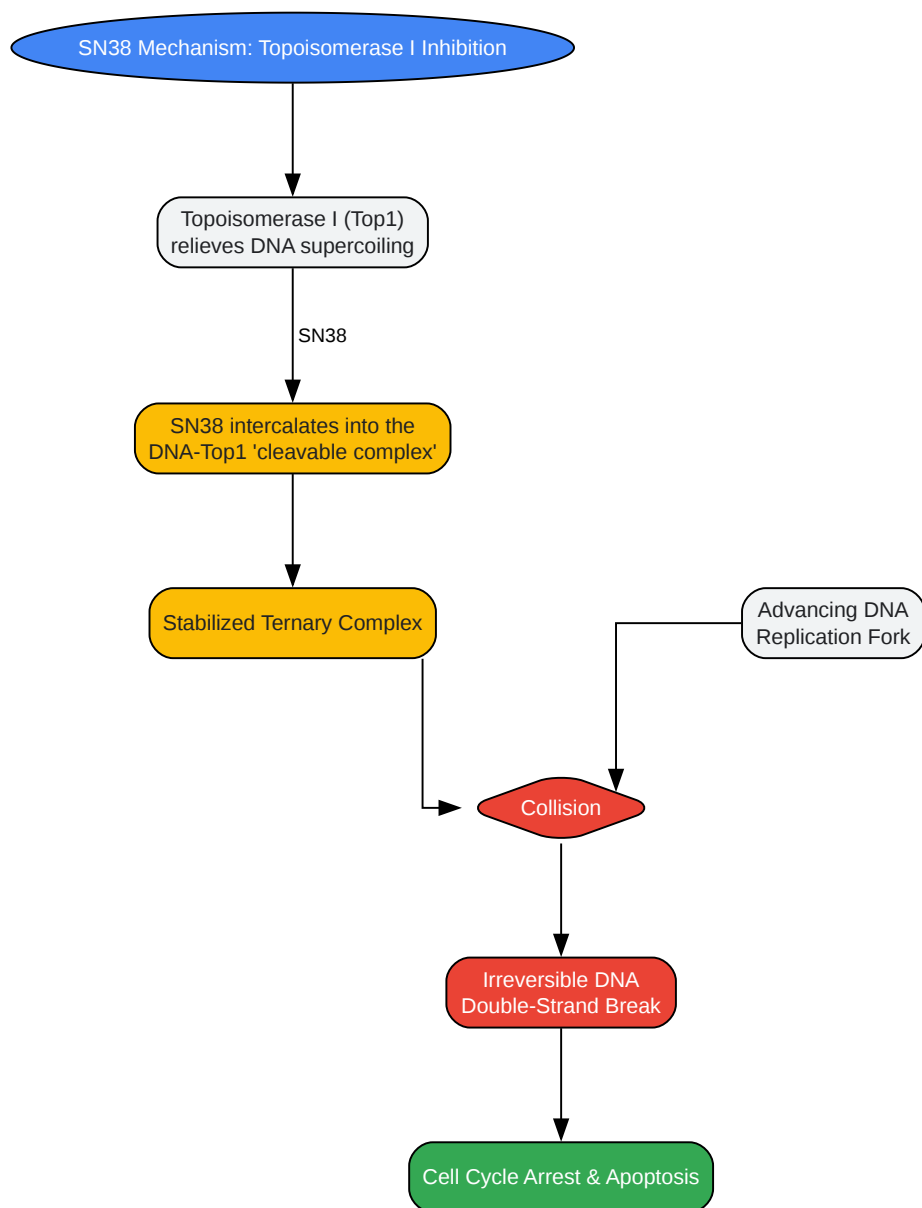 SN38 Mechanism: Topoisomerase I Inhibition
Topoisomerase I (Top1)
relieves DNA supercoiling
SN38
SN38 intercalates into the
DNA-Top1 'cleavable complex'
Stabilized Ternary Complex
Advancing DNA
Replication Fork
Collision
Irreversible DNA
Double-Strand Break
Cell Cycle Arrest & Apoptosis